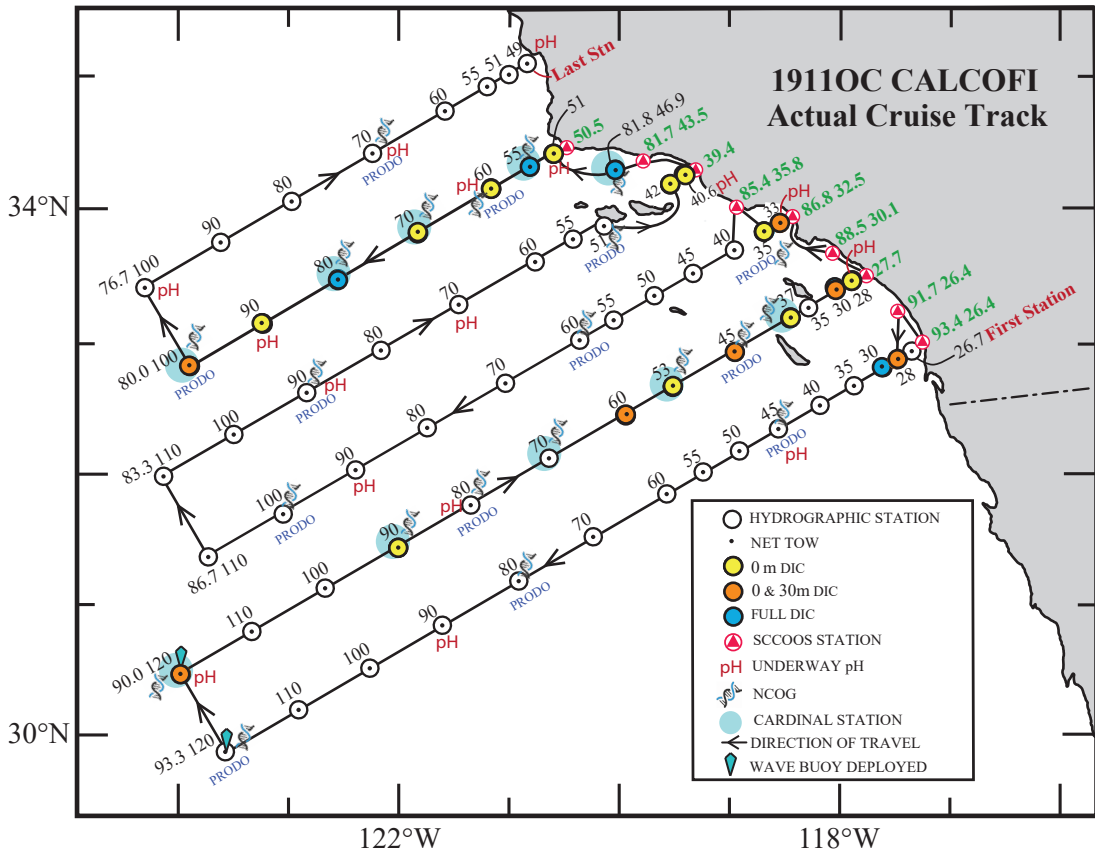 1911OC CALCOFI
Actual Cruise Track
34°N
30°N
122°W
118°W
pH
49
51
55
Last Stn
60
70
pH
PRODO
80
90
76.7 100
pH
51
50.5
81.8 46.9
81.7 43.5
39.4
55
pH
60
pH
PRODO
70
80
90
pH
80.0 100
PRODO
42
40.6
pH
85.4 35.8
33
pH
86.8 32.5
35
PRODO
88.5 30.1
pH
27.7
91.7 26.4
93.4 26.4
26.7 First Station
51
PRODO
55
60
70
pH
80
90
pH
PRODO
100
83.3 110
40
45
50
55
60
PRODO
70
80
90
pH
100
PRODO
86.7 110
28
30
35
37
45
PRODO
53
60
70
80
pH
PRODO
90
100
110
90.0 120
pH
28
30
35
40
45
PRODO
pH
50
55
60
70
80
PRODO
90
pH
100
110
93.3 120
PRODO
HYDROGRAPHIC STATION
NET TOW
0 m DIC
0 & 30m DIC
FULL DIC
SCCOOS STATION
pH UNDERWAY pH
NCOG
CARDINAL STATION
DIRECTION OF TRAVEL
WAVE BUOY DEPLOYED